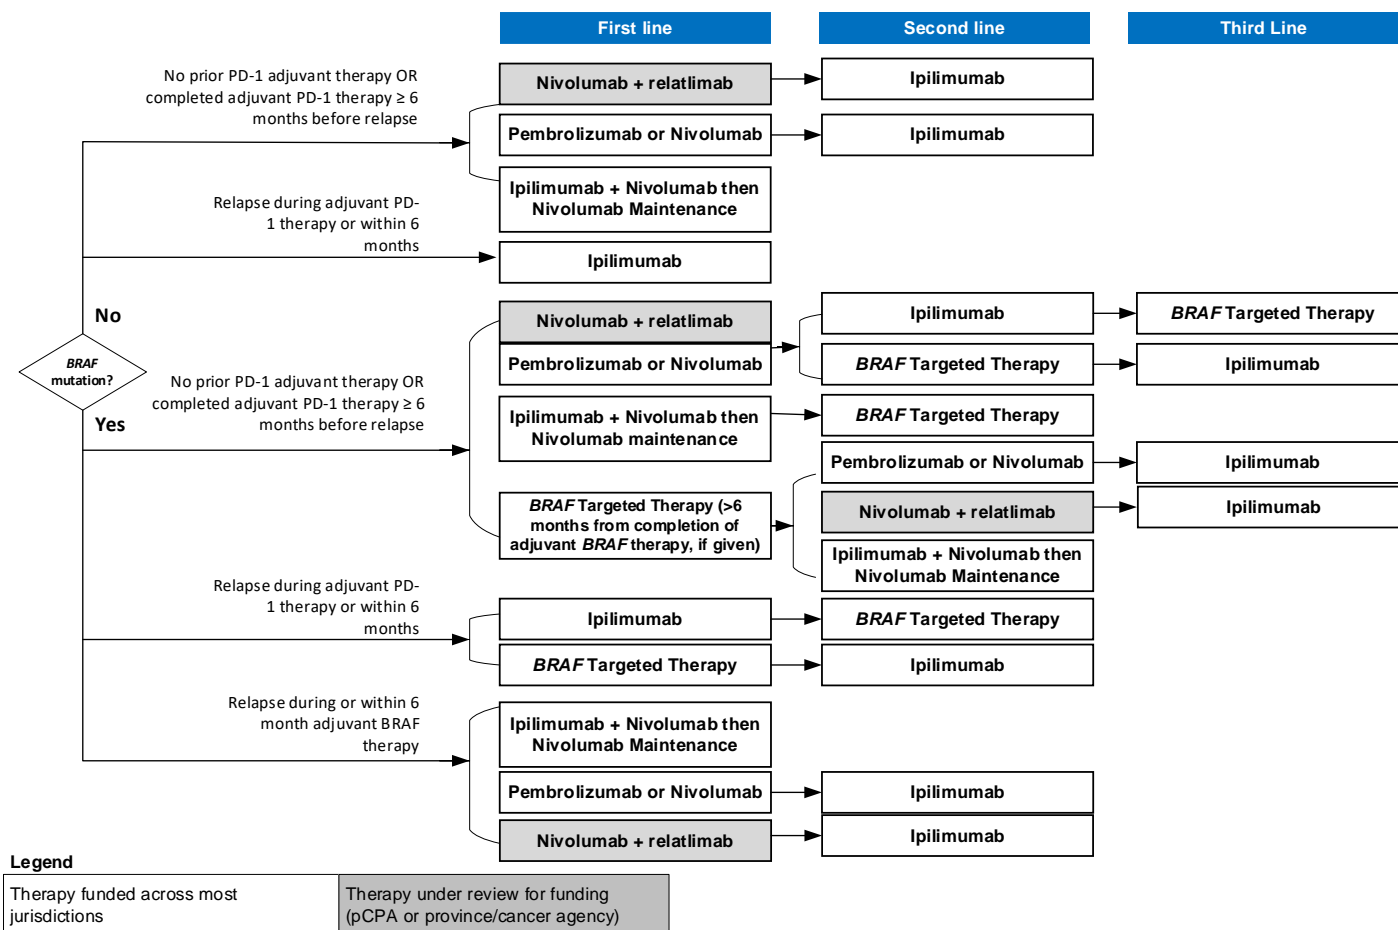 First line
Second line
Third Line
No prior PD-1 adjuvant therapy OR
completed adjuvant PD-1 therapy ≥ 6
months before relapse
Nivolumab + relatlimab
Ipilimumab
Pembrolizumab or Nivolumab
Ipilimumab
Ipilimumab + Nivolumab then
Nivolumab Maintenance
Relapse during adjuvant PD-
1 therapy or within 6
months
Ipilimumab
No
BRAF
mutation?
Yes
No prior PD-1 adjuvant therapy OR
completed adjuvant PD-1 therapy ≥ 6
months before relapse
Nivolumab + relatlimab
Pembrolizumab or Nivolumab
Ipilimumab
BRAF Targeted Therapy
BRAF Targeted Therapy
Ipilimumab
Ipilimumab + Nivolumab then
Nivolumab maintenance
BRAF Targeted Therapy
BRAF Targeted Therapy (>6
months from completion of
adjuvant BRAF therapy, if given)
Pembrolizumab or Nivolumab
Ipilimumab
Nivolumab + relatlimab
Ipilimumab
Ipilimumab + Nivolumab then
Nivolumab Maintenance
Relapse during adjuvant PD-
1 therapy or within 6
months
Ipilimumab
BRAF Targeted Therapy
BRAF Targeted Therapy
Ipilimumab
Relapse during or within 6
month adjuvant BRAF
therapy
Ipilimumab + Nivolumab then
Nivolumab Maintenance
Pembrolizumab or Nivolumab
Ipilimumab
Nivolumab + relatlimab
Ipilimumab
Legend
Therapy funded across most
jurisdictions
Therapy under review for funding
(pCPA or province/cancer agency)